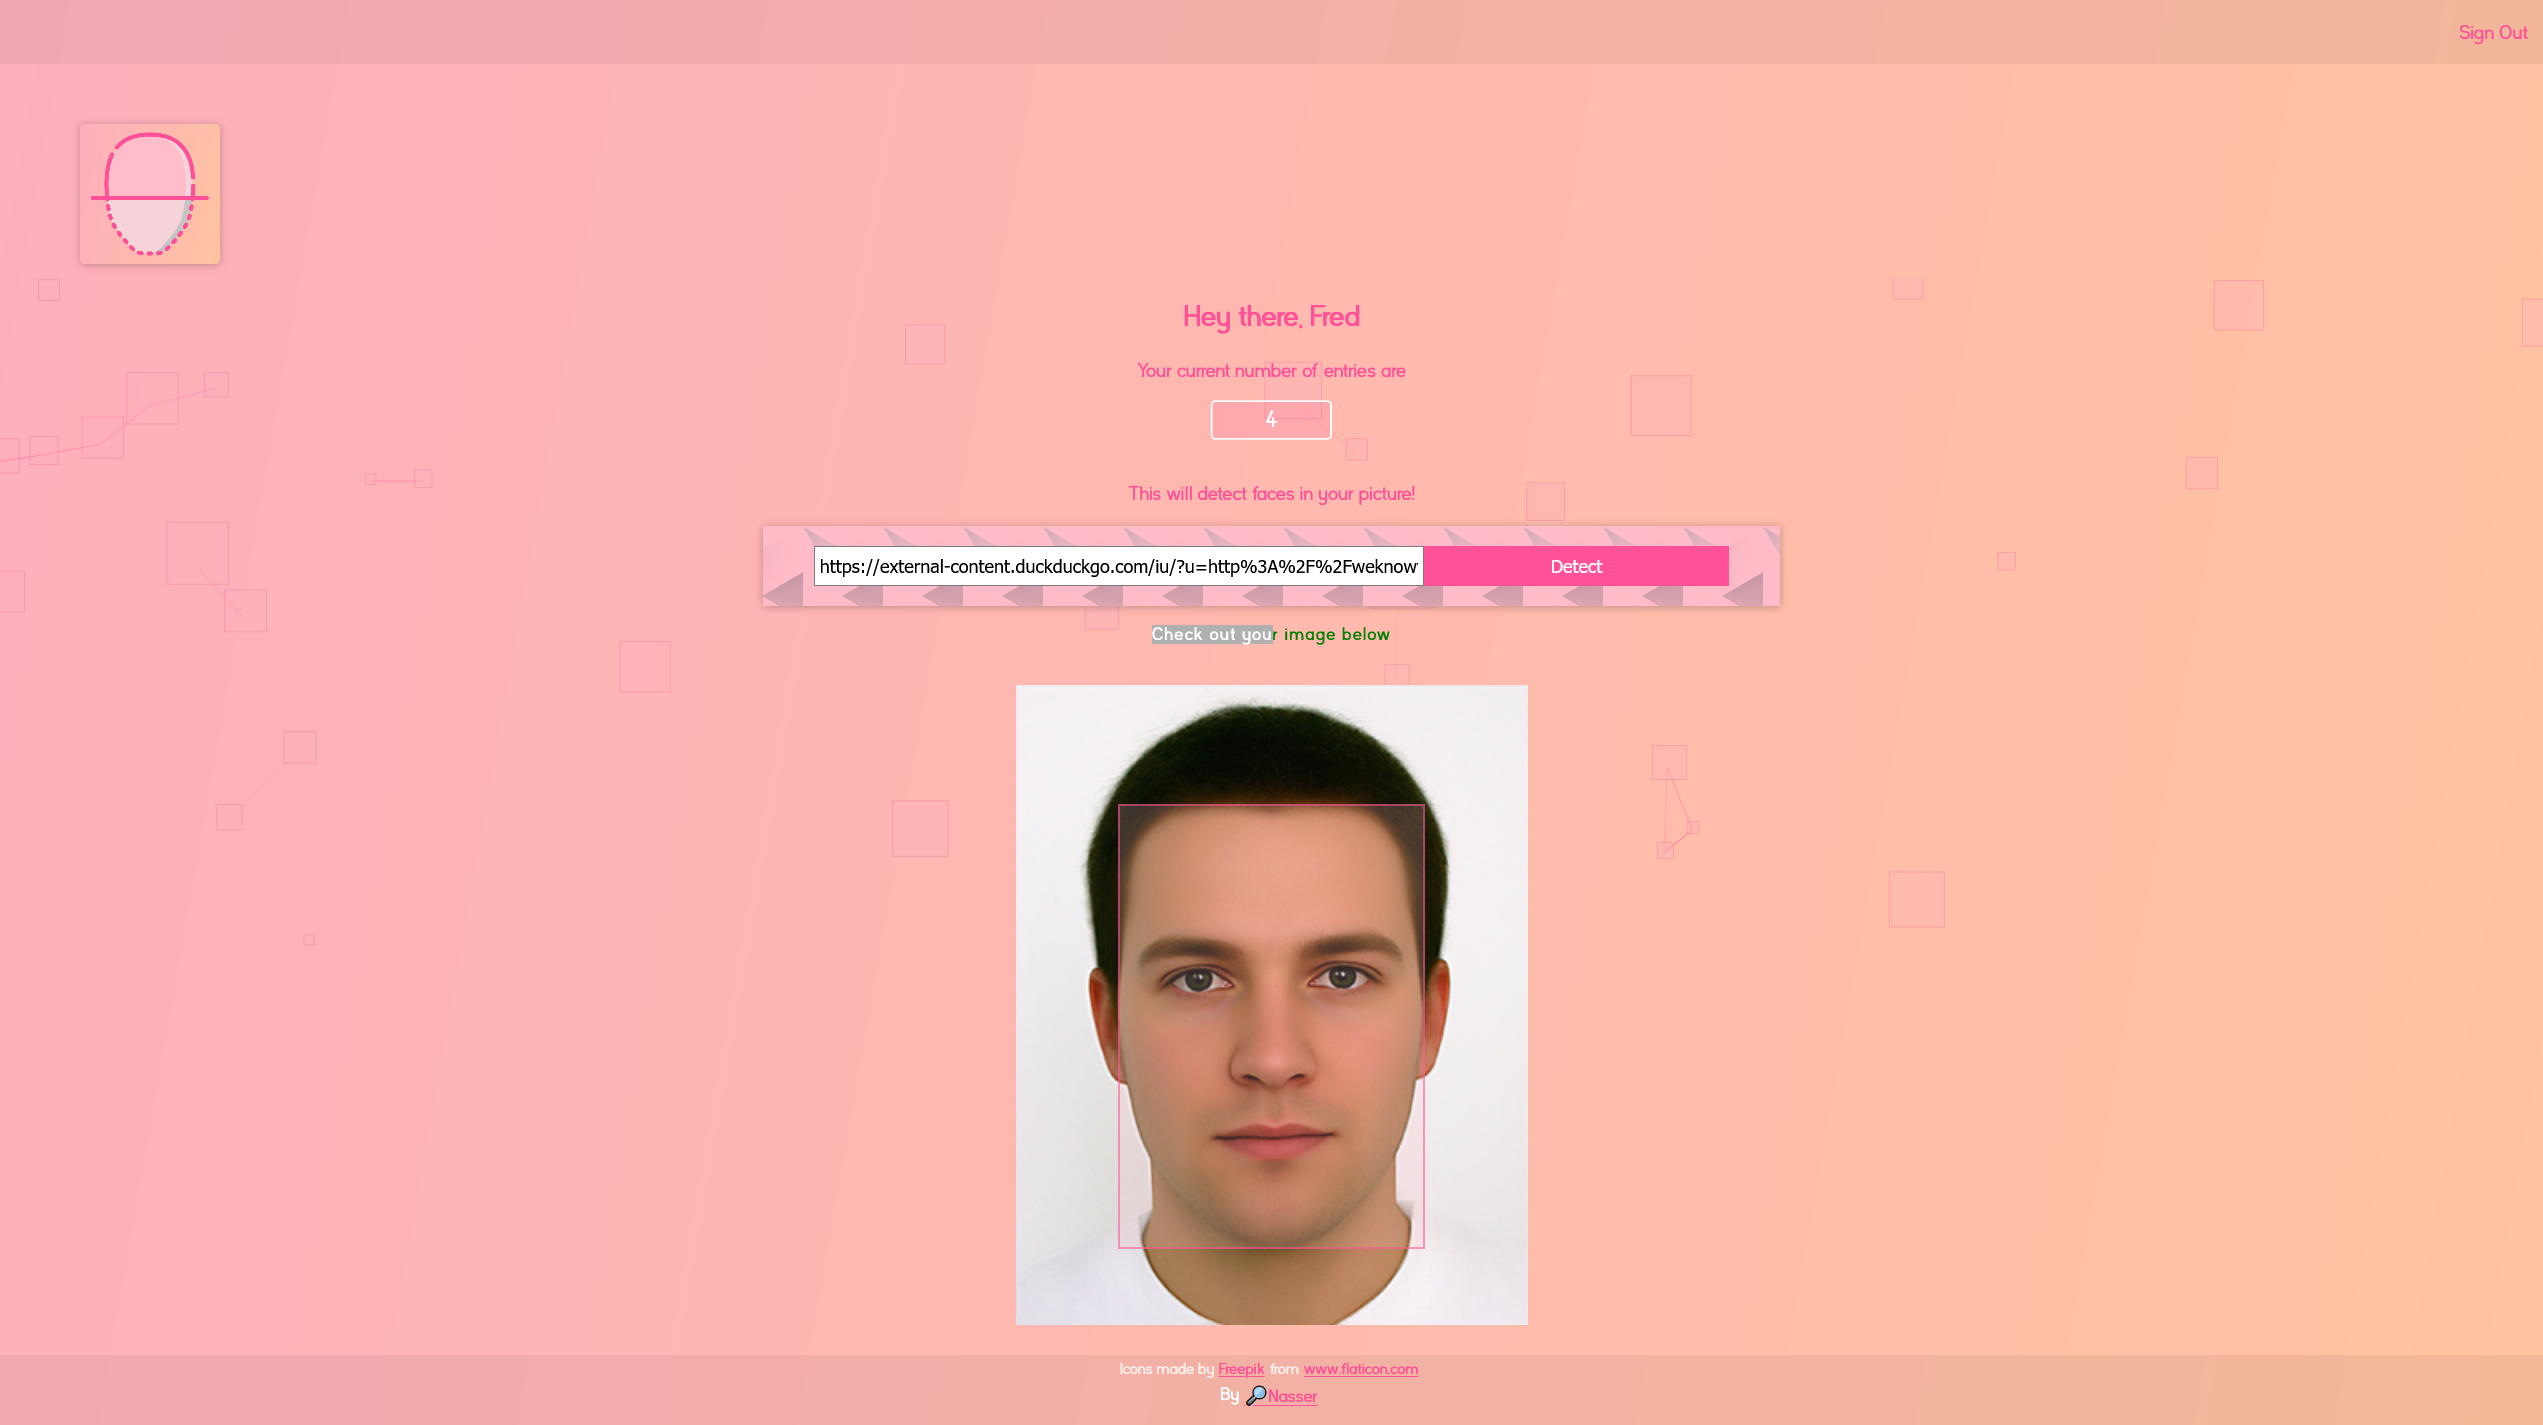 Sign Out
Hey there, Fred
Your current number of entries are
4
This will detect faces in your picture!
https://external-content.duckduckgo.com/iu/?u=http%3A%2F%2Fweknow
Detect
Check out your image below
Icons made by Freepik from www.flaticon.com
By 🔎Nasser